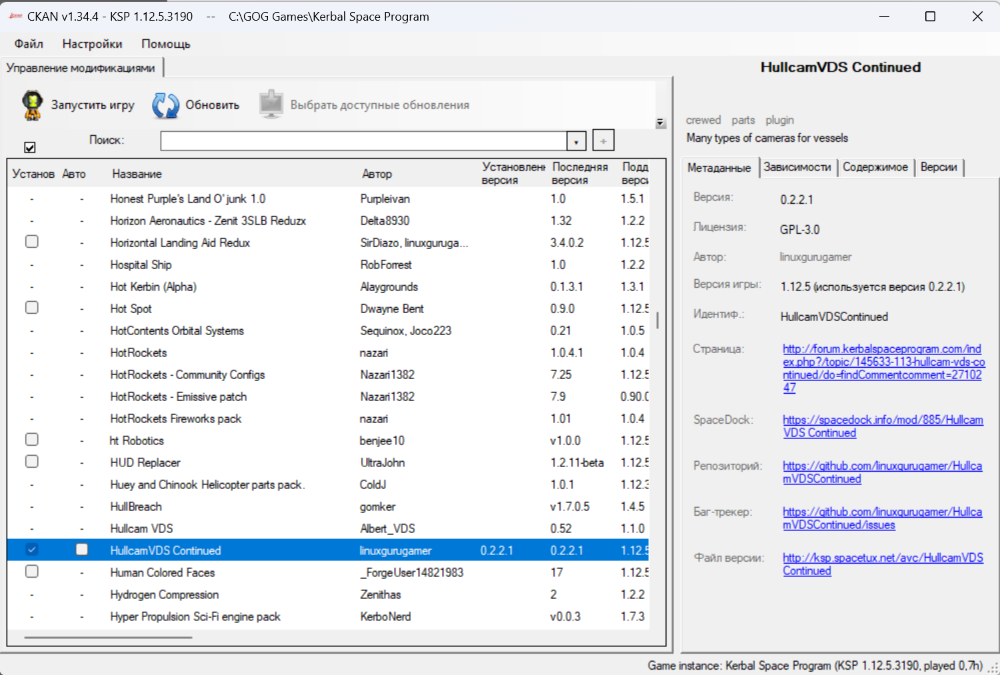 CKAN v1.34.4 - KSP 1.12.5.3190 -- C:\GOG Games\Kerbal Space Program
Файл Настройки Помощь
Управление модификациями
Запустить игру Обновить Выбрать доступные обновления
Поиск:
Установ Авто Название Автор Установлени версия Последняя версия Подд верси
- - Honest Purple's Land O' junk 1.0 Purpleivan 1.0 1.5.1
- - Horizon Aeronautics - Zenit 3SLB Reduzx Delta8930 1.32 1.2.2
- Horizontal Landing Aid Redux SirDiazo, linuxguruga... 3.4.0.2 1.12.5
- - Hospital Ship RobForrest 1.0 1.2.2
- - Hot Kerbin (Alpha) Alaygrounds 0.1.3.1 1.3.1
- Hot Spot Dwayne Bent 0.9.0 1.12.5
- - HotContents Orbital Systems Sequinox, Joco223 0.21 1.0.5
- - HotRockets nazari 1.0.4.1 1.0.4
- - HotRockets - Community Configs Nazari1382 7.25 1.12.5
- - HotRockets - Emissive patch Nazari1382 7.9 0.90.0
- - HotRockets Fireworks pack nazari 1.01 1.0.4
- ht Robotics benjee10 v1.0.0 1.12.5
- HUD Replacer UltraJohn 1.2.11-beta 1.12.5
- - Huey and Chinook Helicopter parts pack. ColdJ 1.0.1 1.12.3
- - HullBreach gomker v1.7.0.5 1.4.5
- - Hullcam VDS Albert_VDS 0.52 1.1.0
HullcamVDS Continued linuxgurugamer 0.2.2.1 0.2.2.1 1.12.5
- Human Colored Faces _ForgeUser14821983 17 1.12.5
- - Hydrogen Compression Zenithas 2 1.2.2
- - Hyper Propulsion Sci-Fi engine pack KerboNerd v0.0.3 1.7.3
HullcamVDS Continued
crewed parts plugin
Many types of cameras for vessels
Метаданные Зависимости Содержимое Версии
Версия: 0.2.2.1
Лицензия: GPL-3.0
Автор: linuxgurugamer
Версия игры: 1.12.5 (используется версия 0.2.2.1)
Идентиф.: HullcamVDSContinued
Страница: http://forum.kerbalspaceprogram.com/ind
ex.php?/topic/145633-113-hullcam-vds-co
ntinued/do=findCommentcomment=2710
247
SpaceDock: https://spacedock.info/mod/885/Hullcam
VDS Continued
Репозиторий: https://github.com/linuxgurugamer/Hullca
mVDSContinued
Баг-трекер: https://github.com/linuxgurugamer/Hullca
mVDSContinued/issues
Файл версии: http://ksp.spacetux.net/avc/HullcamVDS
Continued
Game instance: Kerbal Space Program (KSP 1.12.5.3190, played 0,7h)